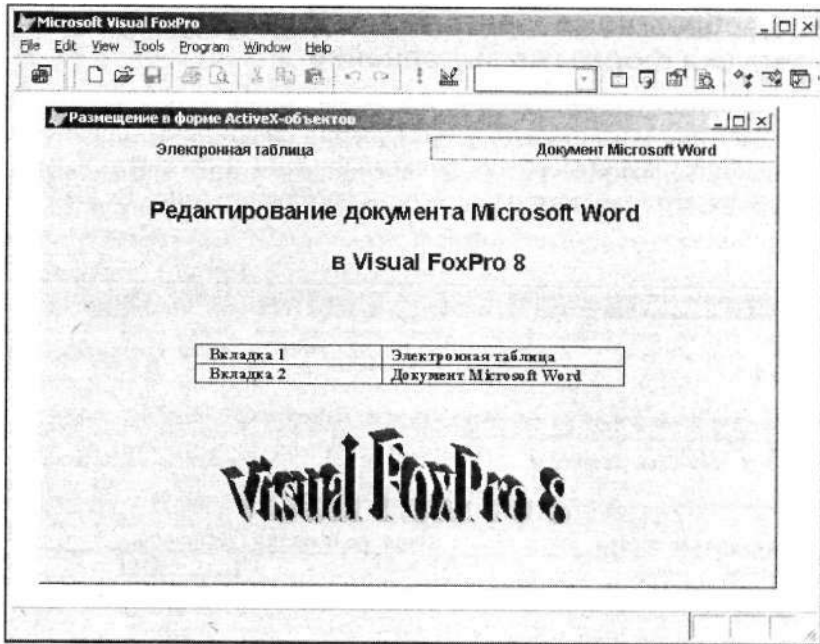 Microsoft Visual FoxPro
File Edit View Tools Program Window Help
Размещение в форме ActiveX-объектов
Электронная таблица Документ Microsoft Word
Редактирование документа Microsoft Word
в Visual FoxPro 8
Вкладка 1 Электронная таблица
Вкладка 2 Документ Microsoft Word
Visual FoxPro 8